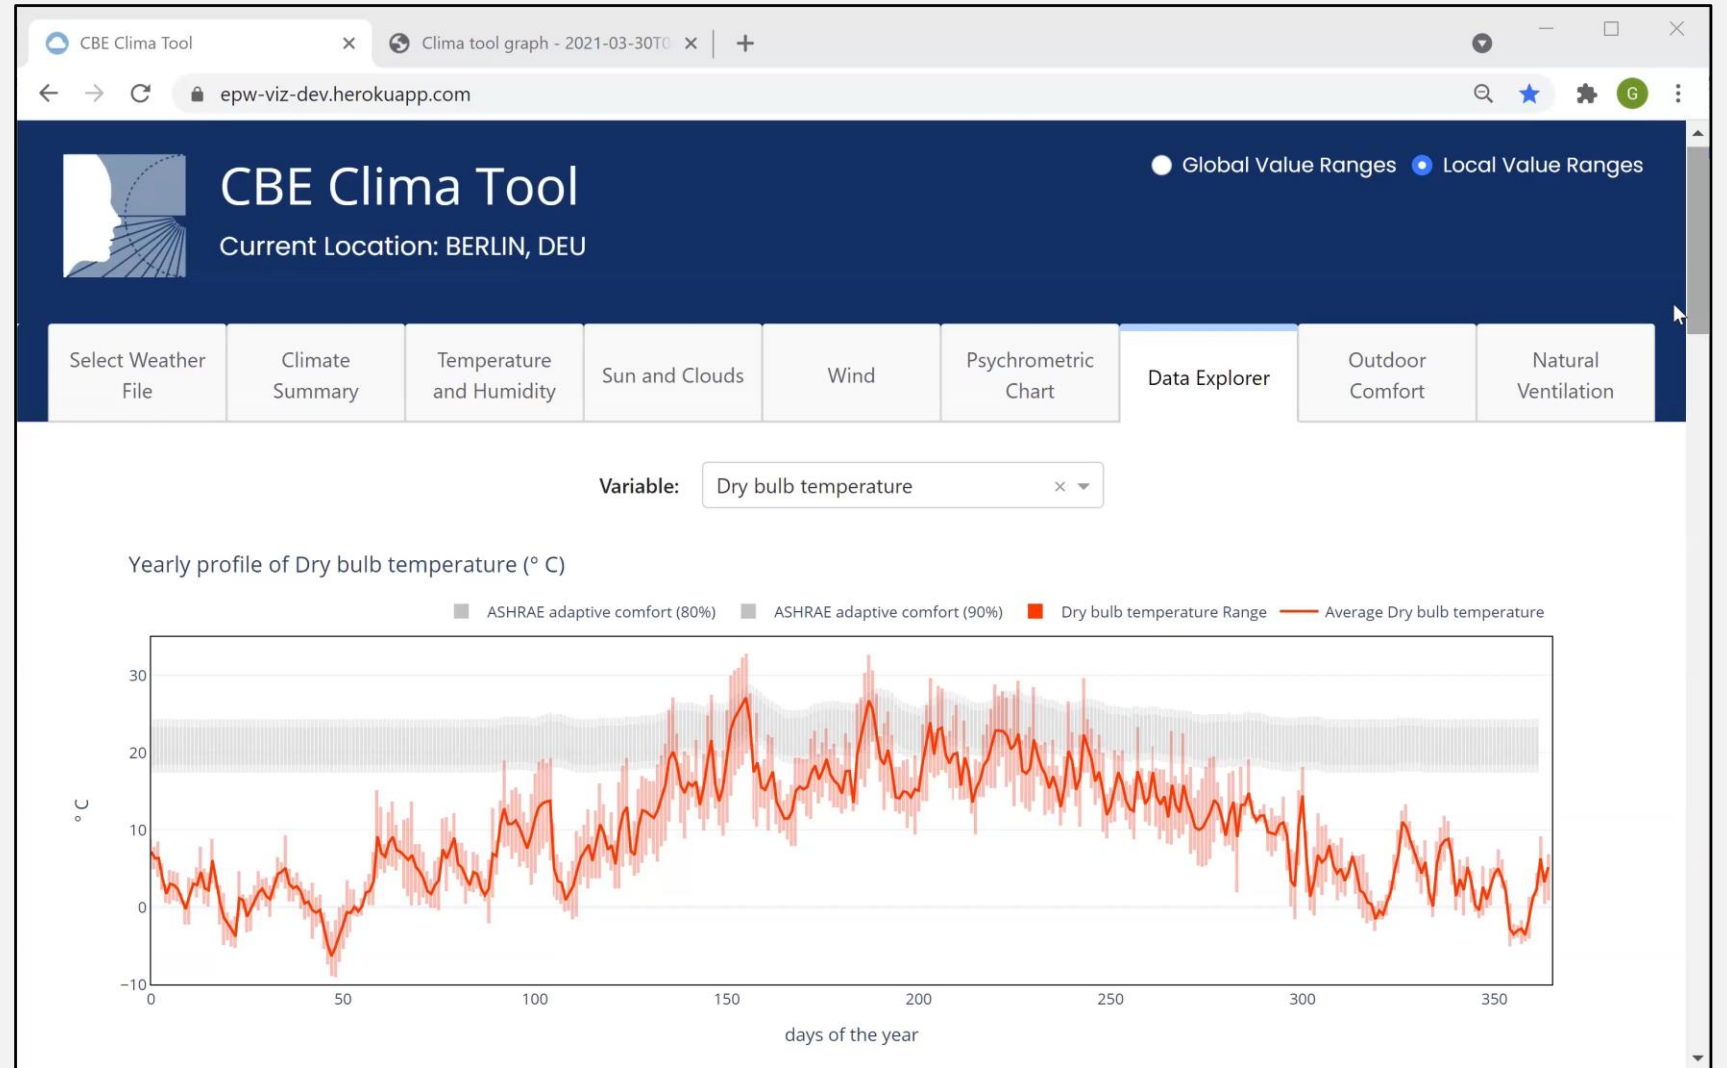 CBE Clima Tool
Clima tool graph - 2021-03-30T0
epw-viz-dev.herokuapp.com
G
CBE Clima Tool
Current Location: BERLIN, DEU
Global Value Ranges
Local Value Ranges
Select Weather File
Climate Summary
Temperature and Humidity
Sun and Clouds
Wind
Psychrometric Chart
Data Explorer
Outdoor Comfort
Natural Ventilation
Variable: Dry bulb temperature
Yearly profile of Dry bulb temperature (° C)
ASHRAE adaptive comfort (80%)
ASHRAE adaptive comfort (90%)
Dry bulb temperature Range
Average Dry bulb temperature
30
20
10
0
−10
° C
0 50 100 150 200 250 300 350
days of the year